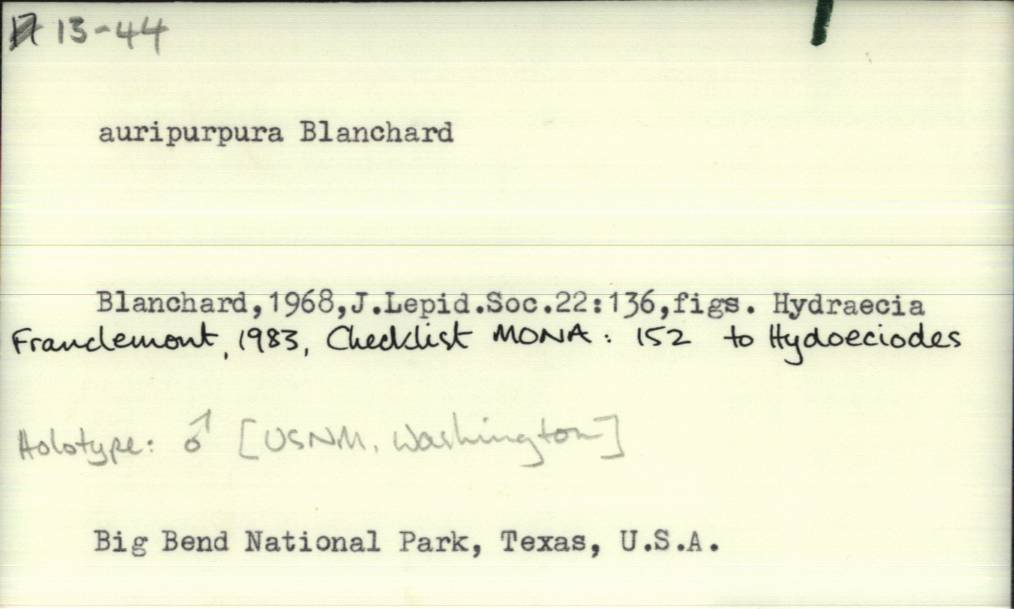 13-44
auripurpura Blanchard
Blanchard,1968,J.Lepid.Soc.22:136,figs. Hydraecia
Franclemont, 1983, Checklist MONA: 152 to Hydoeciodes
Holotype: ♂ [USNM, Washington]
Big Bend National Park, Texas, U.S.A.